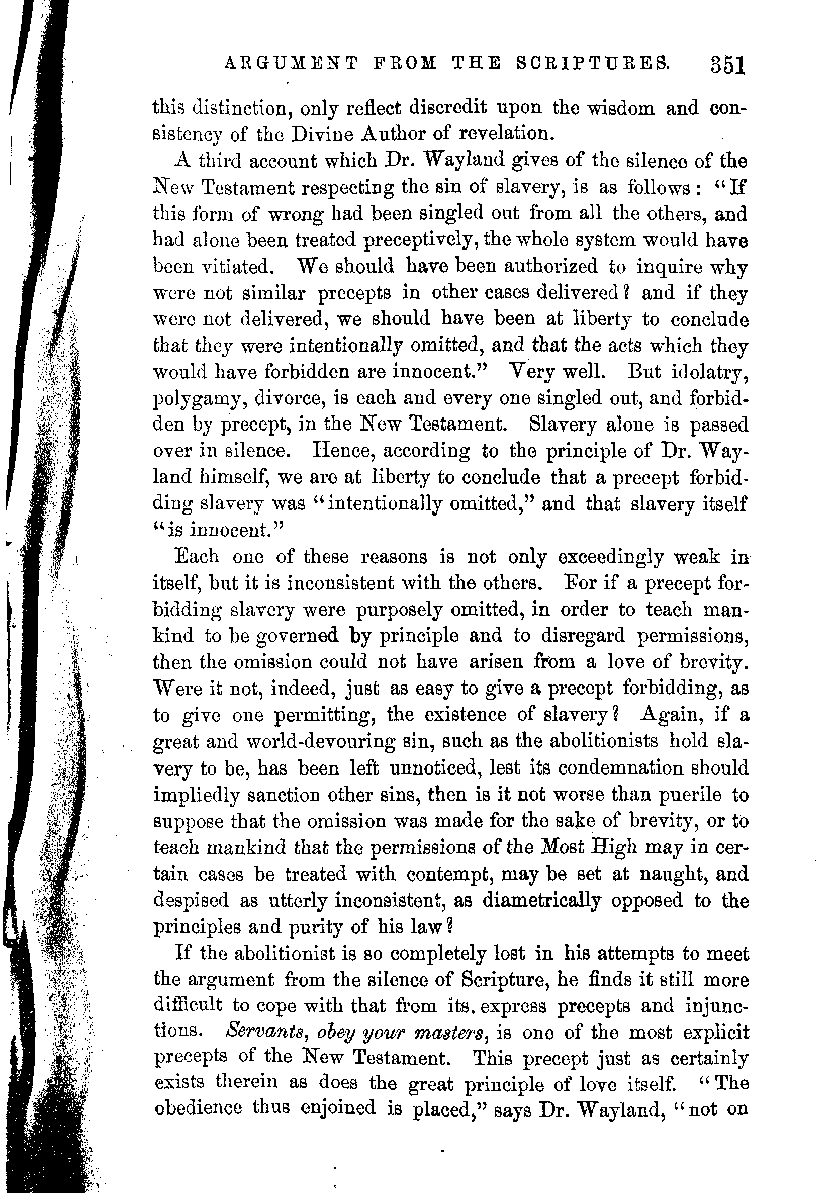 ARGUMENT FROM THE SCRIPTURES. 351
this distinction, only reflect discredit upon the wisdom and con-
sistency of the Divine Author of revelation.
A third account which Dr. Wayland gives of the silence of the
New Testament respecting the sin of slavery, is as follows: "If
this form of wrong had been singled out from all the others, and
had alone been treated preceptively, the whole system would have
been vitiated. We should have been authorized to inquire why
were not similar precepts in other cases delivered? and if they
were not delivered, we should have been at liberty to conclude
that they were intentionally omitted, and that the acts which they
would have forbidden are innocent." Very well. But idolatry,
polygamy, divorce, is each and every one singled out, and forbid-
den by precept, in the New Testament. Slavery alone is passed
over in silence. Hence, according to the principle of Dr. Way-
land himself, we are at liberty to conclude that a precept forbid-
ding slavery was "intentionally omitted," and that slavery itself
"is innocent."
Each one of these reasons is not only exceedingly weak in
itself, but it is inconsistent with the others. For if a precept for-
bidding slavery were purposely omitted, in order to teach man-
kind to be governed by principle and to disregard permissions,
then the omission could not have arisen from a love of brevity.
Were it not, indeed, just as easy to give a precept forbidding, as
to give one permitting, the existence of slavery? Again, if a
great and world-devouring sin, such as the abolitionists hold sla-
very to be, has been left unnoticed, lest its condemnation should
impliedly sanction other sins, then is it not worse than puerile to
suppose that the omission was made for the sake of brevity, or to
teach mankind that the permissions of the Most High may in cer-
tain cases be treated with contempt, may be set at naught, and
despised as utterly inconsistent, as diametrically opposed to the
principles and purity of his law?
If the abolitionist is so completely lost in his attempts to meet
the argument from the silence of Scripture, he finds it still more
difficult to cope with that from its express precepts and injunc-
tions. Servants, obey your masters, is one of the most explicit
precepts of the New Testament. This precept just as certainly
exists therein as does the great principle of love itself. "The
obedience thus enjoined is placed," says Dr. Wayland, "not on